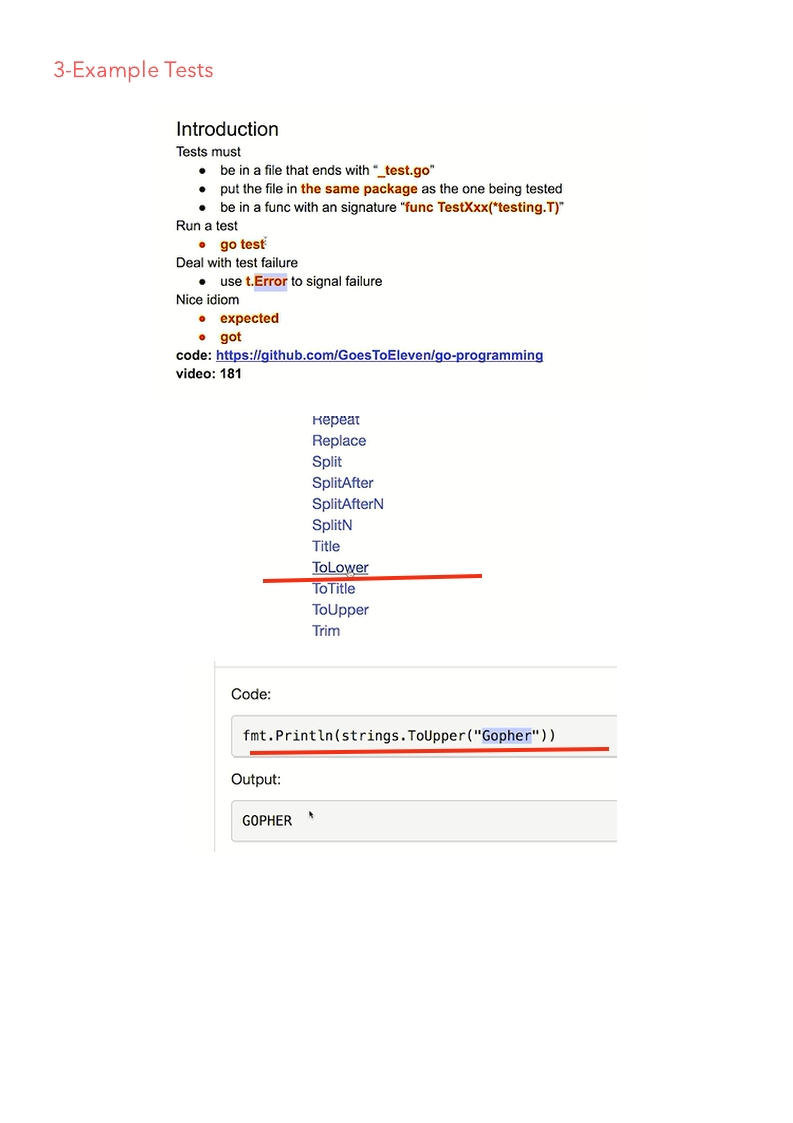 3-Example Tests
Introduction
Tests must
● be in a file that ends with “_test.go”
● put the file in the same package as the one being tested
● be in a func with an signature “func TestXxx(*testing.T)”
Run a test
● go test
Deal with test failure
● use t.Error to signal failure
Nice idiom
● expected
● got
code: https://github.com/GoesToEleven/go-programming
video: 181
Repeat
Replace
Split
SplitAfter
SplitAfterN
SplitN
Title
ToLower
ToTitle
ToUpper
Trim
Code:
fmt.Println(strings.ToUpper("Gopher"))
Output:
GOPHER